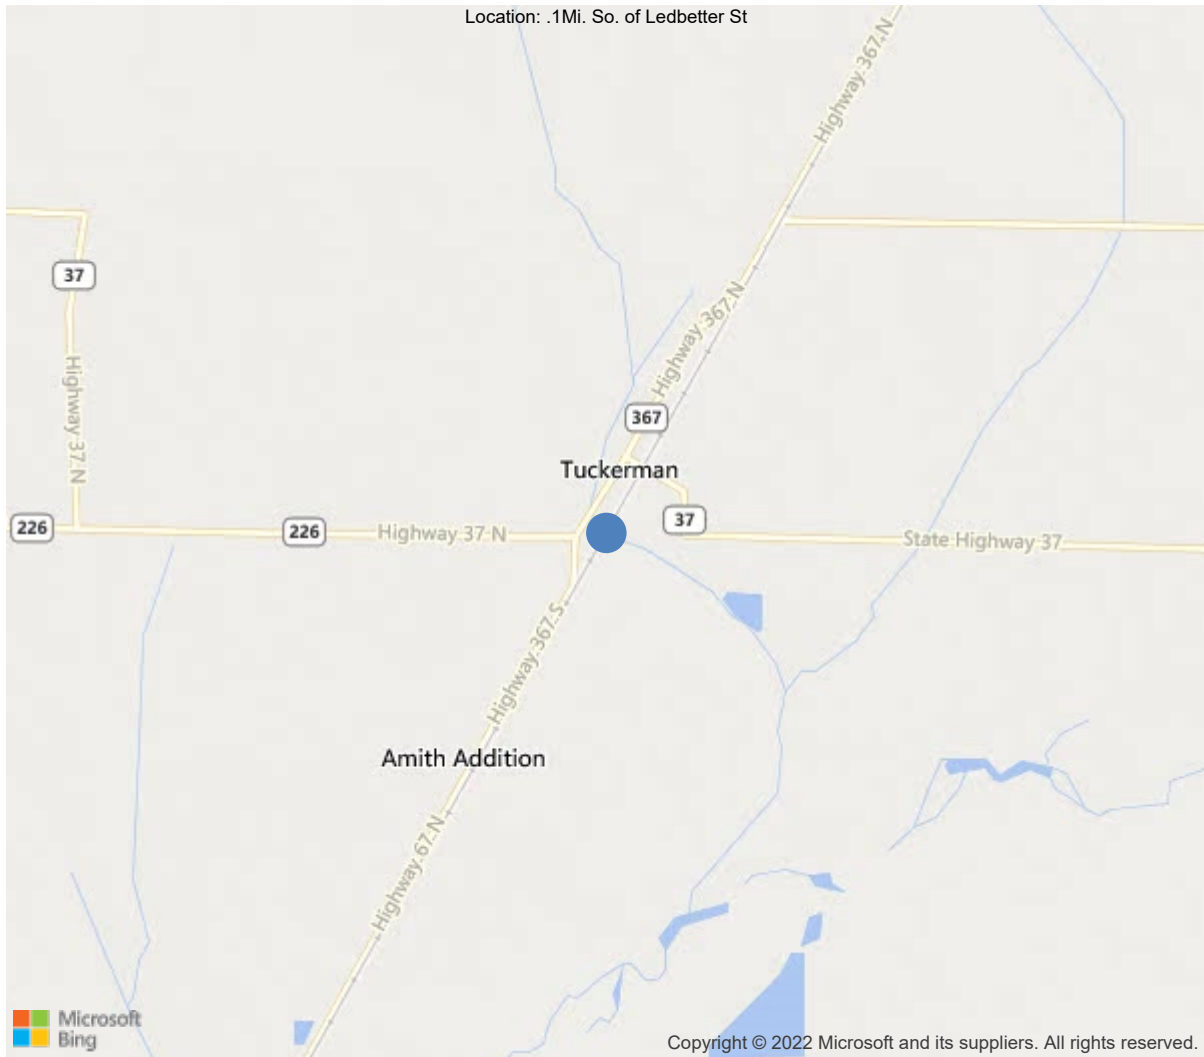 Location: .1Mi. So. of Ledbetter St
Highway 367 N
37
Highway 37 N
Highway 367 N
367
Tuckerman
226
226
Highway 37 N
37
State Highway 37
Highway 367 S
Amith Addition
Highway 67 N
Microsoft
Bing
Copyright © 2022 Microsoft and its suppliers. All rights reserved.